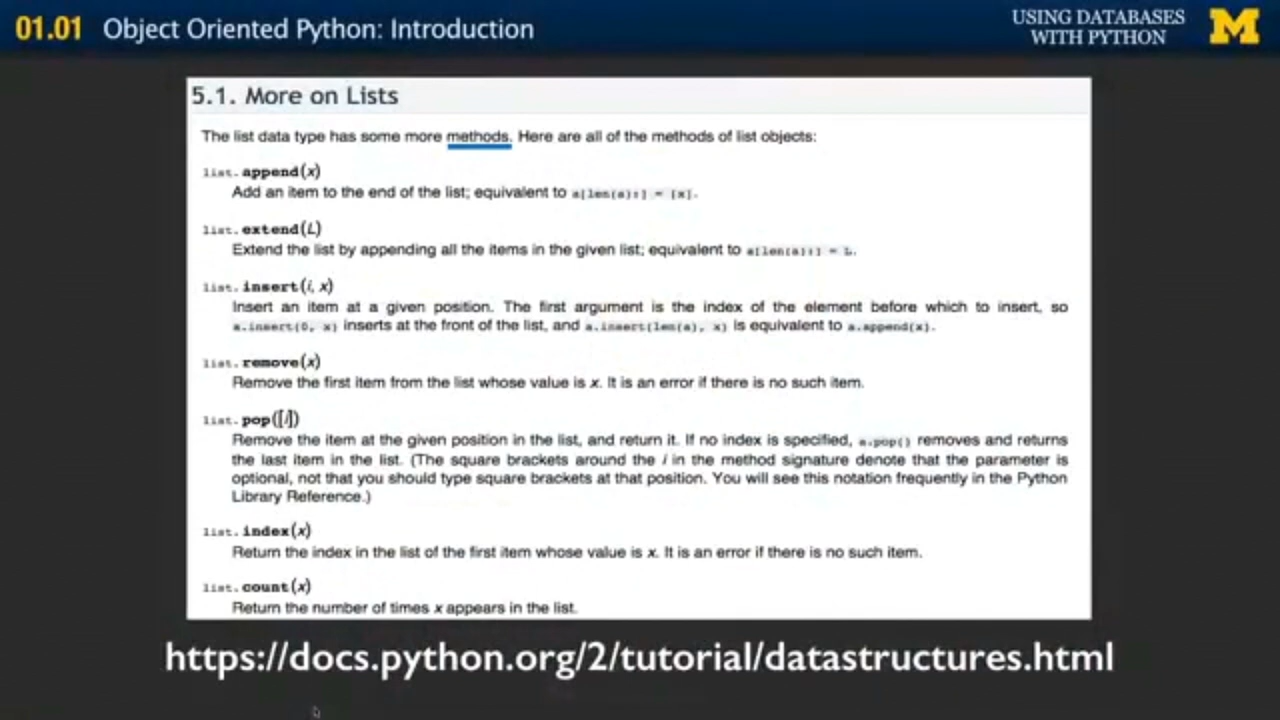 01.01 Object Oriented Python: Introduction
USING DATABASES
WITH PYTHON
M
5.1. More on Lists
The list data type has some more methods. Here are all of the methods of list objects:
list.append(x)
Add an item to the end of the list; equivalent to a[len(a):] = [x].
list.extend(L)
Extend the list by appending all the items in the given list; equivalent to a[len(a):] = L.
list.insert(i, x)
Insert an item at a given position. The first argument is the index of the element before which to insert, so
a.insert(0, x) inserts at the front of the list, and a.insert(len(a), x) is equivalent to a.append(x).
list.remove(x)
Remove the first item from the list whose value is x. It is an error if there is no such item.
list.pop([i])
Remove the item at the given position in the list, and return it. If no index is specified, a.pop() removes and returns
the last item in the list. (The square brackets around the i in the method signature denote that the parameter is
optional, not that you should type square brackets at that position. You will see this notation frequently in the Python
Library Reference.)
list.index(x)
Return the index in the list of the first item whose value is x. It is an error if there is no such item.
list.count(x)
Return the number of times x appears in the list.
https://docs.python.org/2/tutorial/datastructures.html